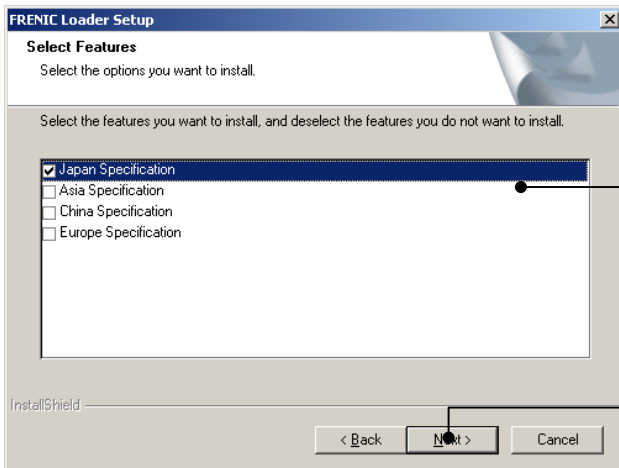 FRENIC Loader Setup
Select Features
Select the options you want to install.
Select the features you want to install, and deselect the features you do not want to install.
Japan Specification
Asia Specification
China Specification
Europe Specification
InstallShield
< Back Next > Cancel